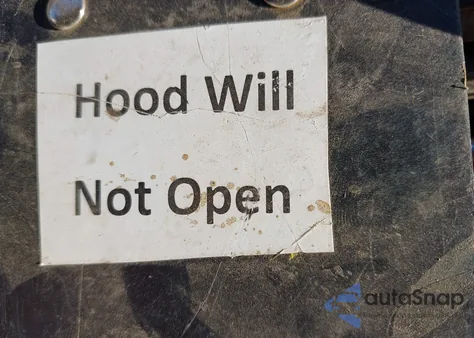 Hood Will
Not Open
autoSnap